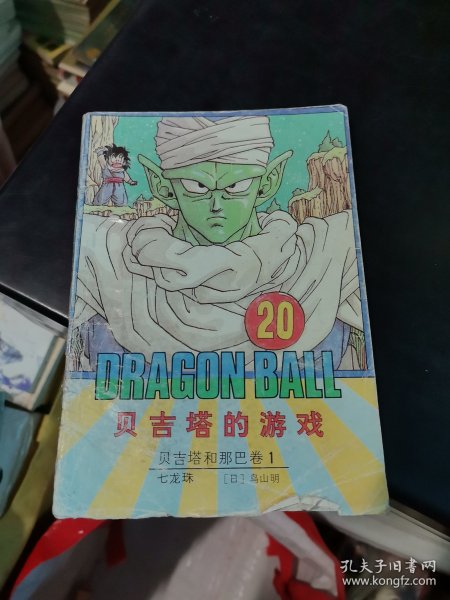 20
DRAGON BALL
贝吉塔的游戏
贝吉塔和那巴卷1
七龙珠 [日]鸟山明
孔夫子旧书网
www.kongfz.com